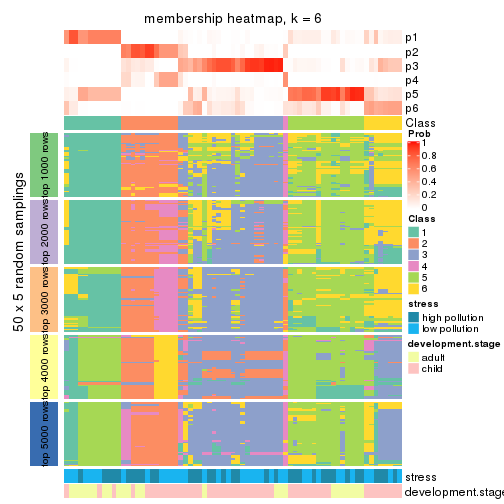 membership heatmap, k = 6
p1
p2
p3
p4
p5
p6
Class
50 x 5 random samplings
top 1000 rows
top 2000 rows
top 3000 rows
top 4000 rows
top 5000 rows
stress
development.stage
Prob
1
0.8
0.6
0.4
0.2
0
Class
1
2
3
4
5
6
stress
high pollution
low pollution
development.stage
adult
child